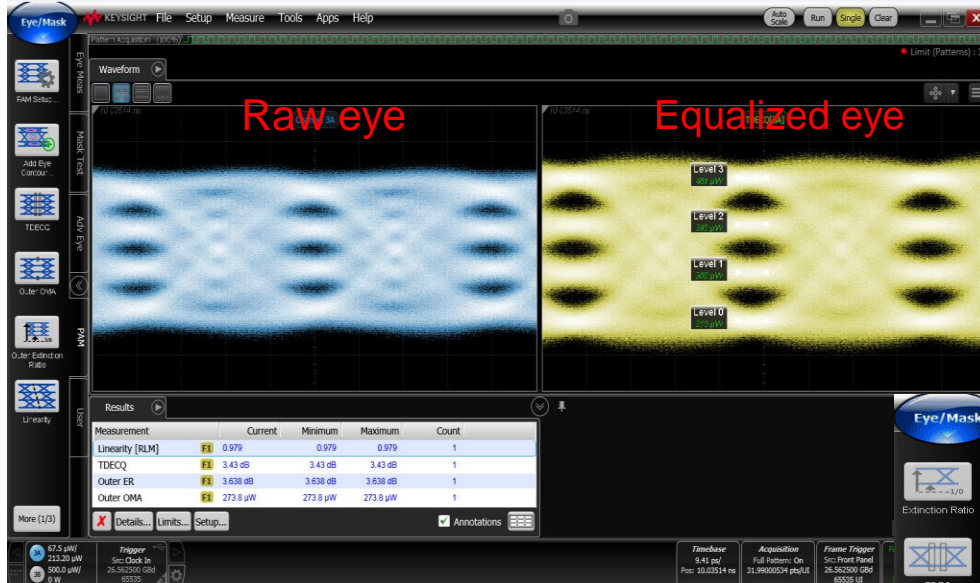 Eye/Mask
KEYSIGHT File Setup Measure Tools Apps Help
Auto Scale Run Single Clear
Pattern Acquisition (100%)
Limit (Patterns) : 1
Waveform
Eye Meas
Mask Test
Adv Eye
PAM
User
PAM Setup...
Add Eye
Contour...
TDECQ
Outer OMA
Outer Extinction
Ratio
Linearity
More (1/3)
Raw eye
Equalized eye
Level 3
Level 2
Level 1
Level 0
Results
Measurement Current Minimum Maximum Count
Linearity [RLM] F1 0.979 0.979 0.979 1
TDECQ F1 3.43 dB 3.43 dB 3.43 dB 1
Outer ER F1 3.638 dB 3.638 dB 3.638 dB 1
Outer OMA F1 273.8 µW 273.8 µW 273.8 µW 1
Details... Limits... Setup...
Annotations
3A 67.5 µW/
213.20 µW
3B 500.0 µW/
0 W
Trigger
Src: Clock In
26.562500 GBd
65535
Timebase
9.41 ps/
Pos: 10.03514 ns
Acquisition
Full Pattern: On
31.99000534 pts/UI
Frame Trigger
Src: Front Panel
26.562500 GBd
65535 UI
Eye/Mask
Extinction Ratio